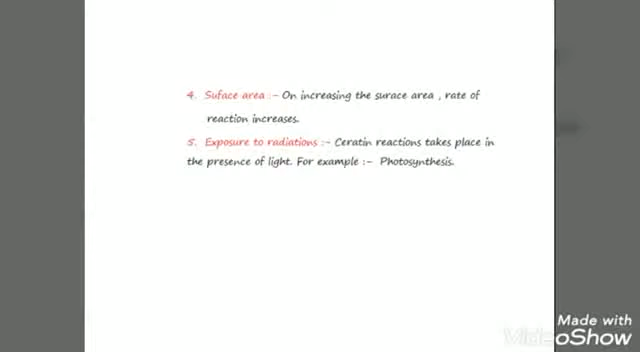 4. Suface area :- On increasing the surace area , rate of
reaction increases.
5. Exposure to radiations :- Ceratin reactions takes place in
the presence of light. For example :- Photosynthesis.
Made with
VideoShow